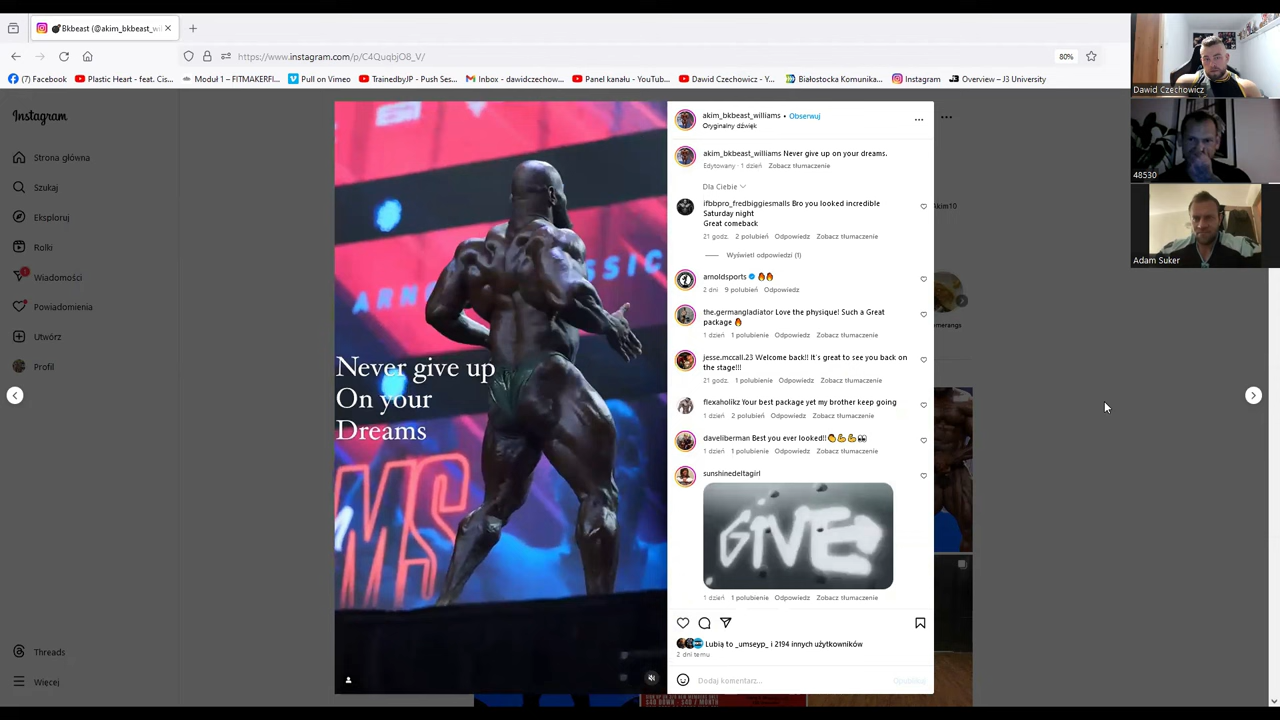 Bkbeast (@akim_bkbeast_wi
https://www.instagram.com/p/C4QuqbjO8_V/
80%
(7) Facebook
Plastic Heart - feat. Cis...
Moduł 1 – FITMAKERFI...
Pull on Vimeo
TrainedbyJP - Push Ses...
Inbox - dawidczechow...
Panel kanału - YouTub...
Dawid Czechowicz - Y...
Białostocka Komunika...
Instagram
Overview – J3 University
Dawid Czechowicz
48530
Adam Suker
Instagram
Strona główna
Szukaj
Eksploruj
Rolki
Wiadomości
Powiadomienia
Utwórz
Profil
Threads
Więcej
Never give up
On your
Dreams
akim_bkbeast_williams • Obserwuj
Oryginalny dźwięk
akim_bkbeast_williams Never give up on your dreams.
Edytowany · 1 dzień Zobacz tłumaczenie
Dla Ciebie
ifbbpro_fredbiggiesmalls Bro you looked incredible
Saturday night
Great comeback
21 godz. 2 polubień Odpowiedz Zobacz tłumaczenie
Wyświetl odpowiedzi (1)
arnoldsports 🔥🔥
2 dni 9 polubień Odpowiedz
the.germangladiator Love the physique! Such a Great
package 🔥
1 dzień 1 polubienie Odpowiedz Zobacz tłumaczenie
jesse.mccall.23 Welcome back!! It's great to see you back on
the stage!!!
21 godz. 1 polubienie Odpowiedz Zobacz tłumaczenie
flexaholikz Your best package yet my brother keep going
1 dzień 2 polubień Odpowiedz Zobacz tłumaczenie
daveliberman Best you ever looked!!👏💪💪👀
1 dzień 1 polubienie Odpowiedz Zobacz tłumaczenie
sunshinedeltagirl
GIVE
1 dzień 1 polubienie Odpowiedz Zobacz tłumaczenie
Lubią to _umseyp_ i 2194 innych użytkowników
2 dni temu
Dodaj komentarz...
Opublikuj
Akim10
merangs
$40 DOWN - $40 / MONTH